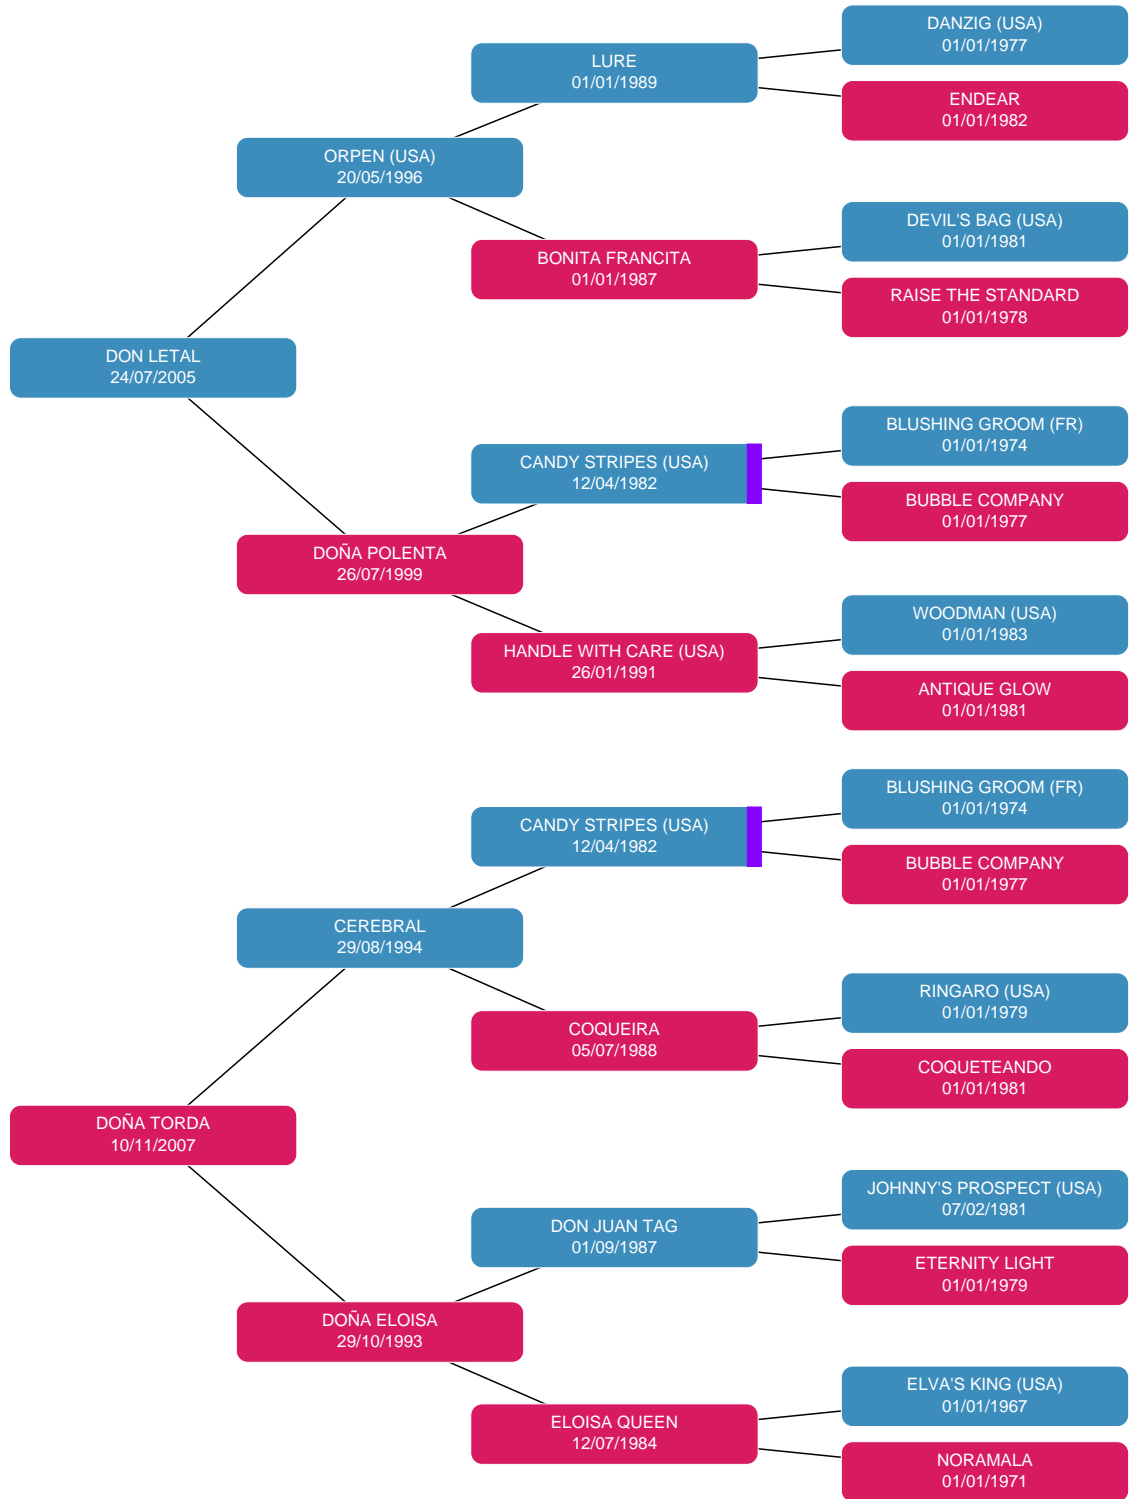 DANZIG (USA)
01/01/1977
LURE
01/01/1989
ENDEAR
01/01/1982
ORPEN (USA)
20/05/1996
DEVIL'S BAG (USA)
01/01/1981
BONITA FRANCITA
01/01/1987
RAISE THE STANDARD
01/01/1978
DON LETAL
24/07/2005
BLUSHING GROOM (FR)
01/01/1974
CANDY STRIPES (USA)
12/04/1982
BUBBLE COMPANY
01/01/1977
DOÑA POLENTA
26/07/1999
WOODMAN (USA)
01/01/1983
HANDLE WITH CARE (USA)
26/01/1991
ANTIQUE GLOW
01/01/1981
BLUSHING GROOM (FR)
01/01/1974
CANDY STRIPES (USA)
12/04/1982
BUBBLE COMPANY
01/01/1977
CEREBRAL
29/08/1994
RINGARO (USA)
01/01/1979
COQUEIRA
05/07/1988
COQUETEANDO
01/01/1981
DOÑA TORDA
10/11/2007
JOHNNY'S PROSPECT (USA)
07/02/1981
DON JUAN TAG
01/09/1987
ETERNITY LIGHT
01/01/1979
DOÑA ELOISA
29/10/1993
ELVA'S KING (USA)
01/01/1967
ELOISA QUEEN
12/07/1984
NORAMALA
01/01/1971